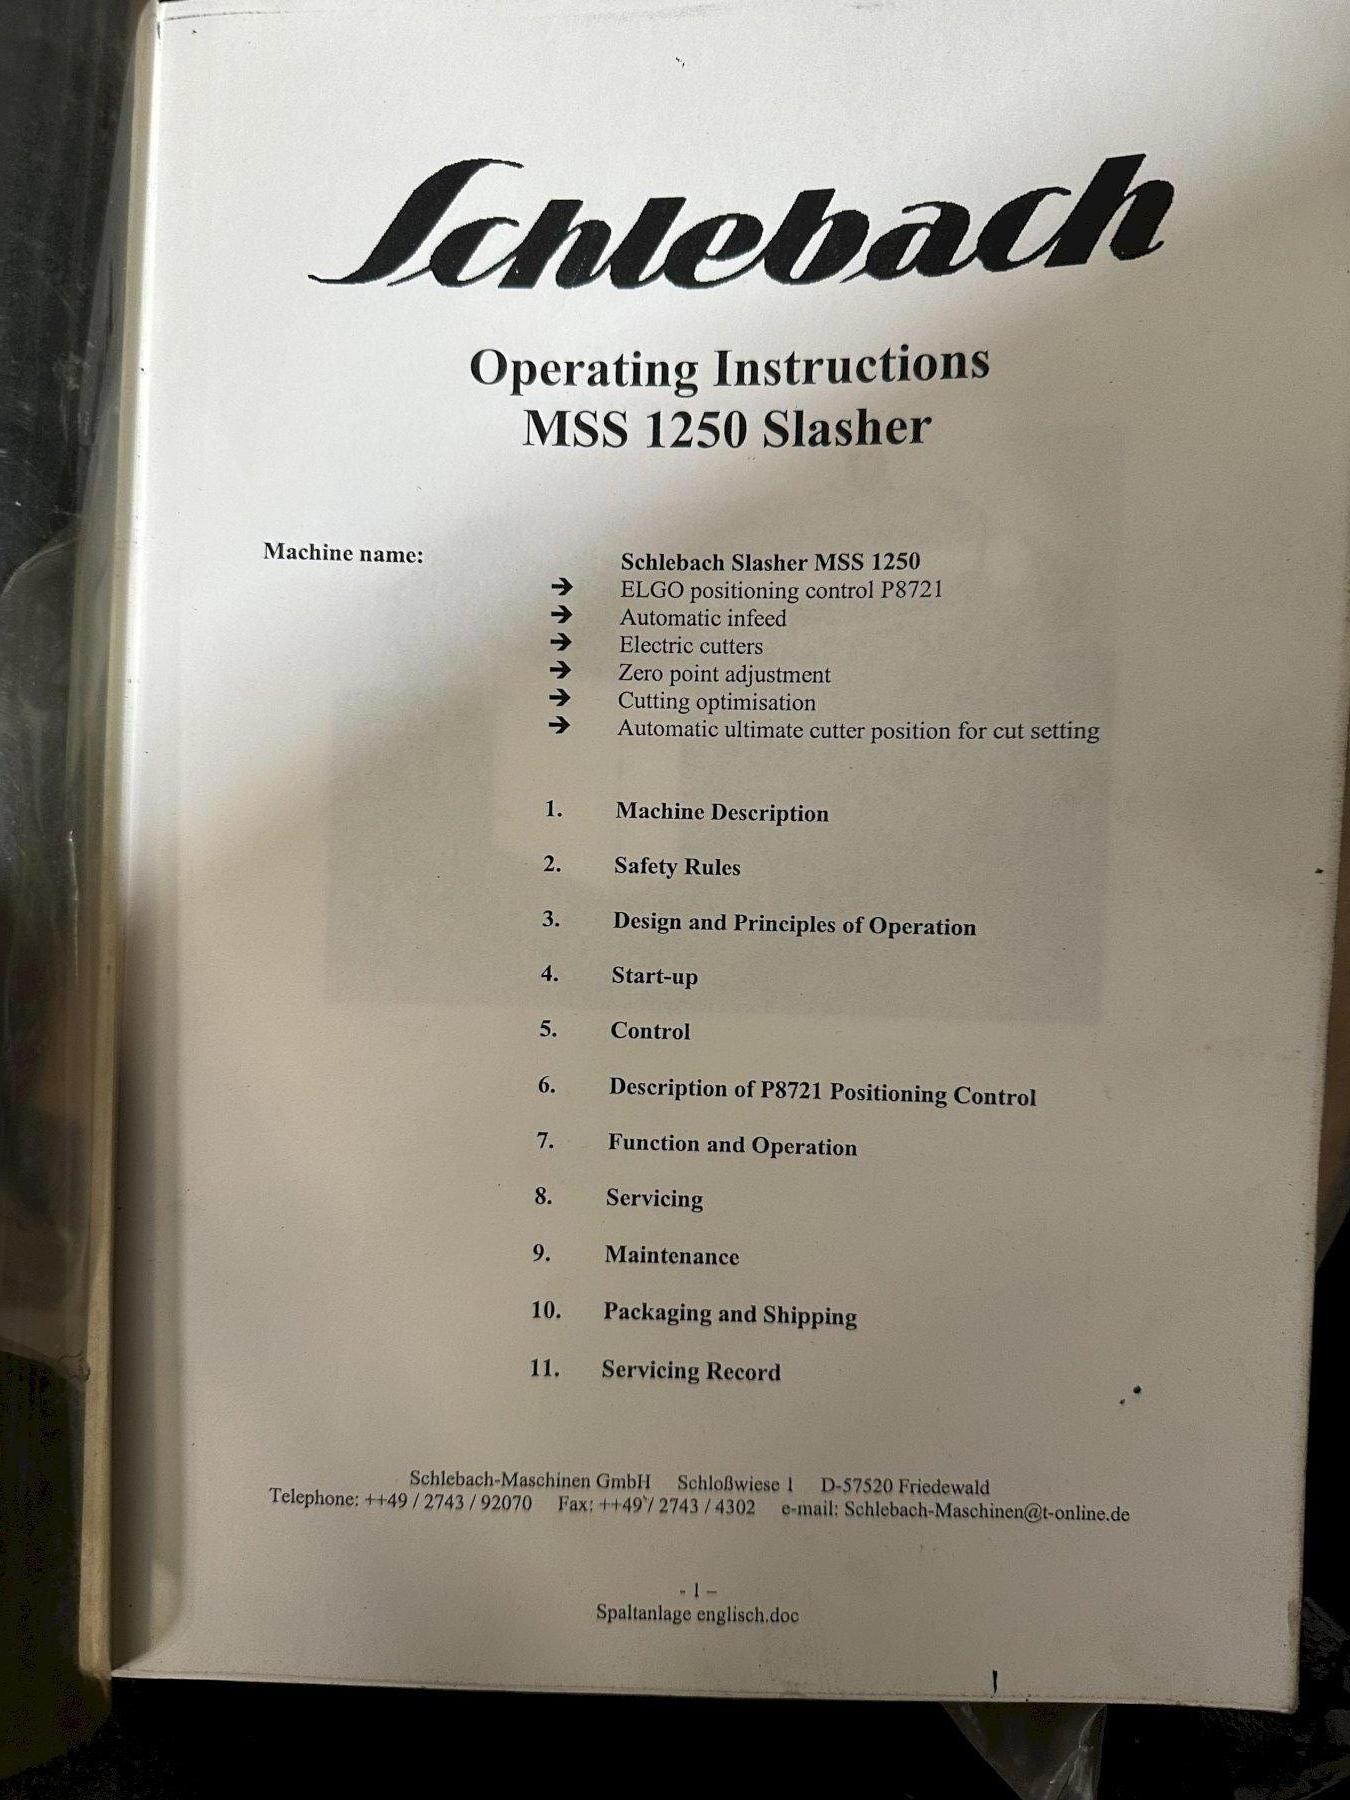 Schlebach
Operating Instructions
MSS 1250 Slasher
Machine name: Schlebach Slasher MSS 1250
→ ELGO positioning control P8721
→ Automatic infeed
→ Electric cutters
→ Zero point adjustment
→ Cutting optimisation
→ Automatic ultimate cutter position for cut setting
1. Machine Description
2. Safety Rules
3. Design and Principles of Operation
4. Start-up
5. Control
6. Description of P8721 Positioning Control
7. Function and Operation
8. Servicing
9. Maintenance
10. Packaging and Shipping
11. Servicing Record
Schlebach-Maschinen GmbH Schloßwiese 1 D-57520 Friedewald
Telephone: ++49 / 2743 / 92070 Fax: ++49 / 2743 / 4302 e-mail: Schlebach-Maschinen@t-online.de
- 1 –
Spaltanlage englisch.doc